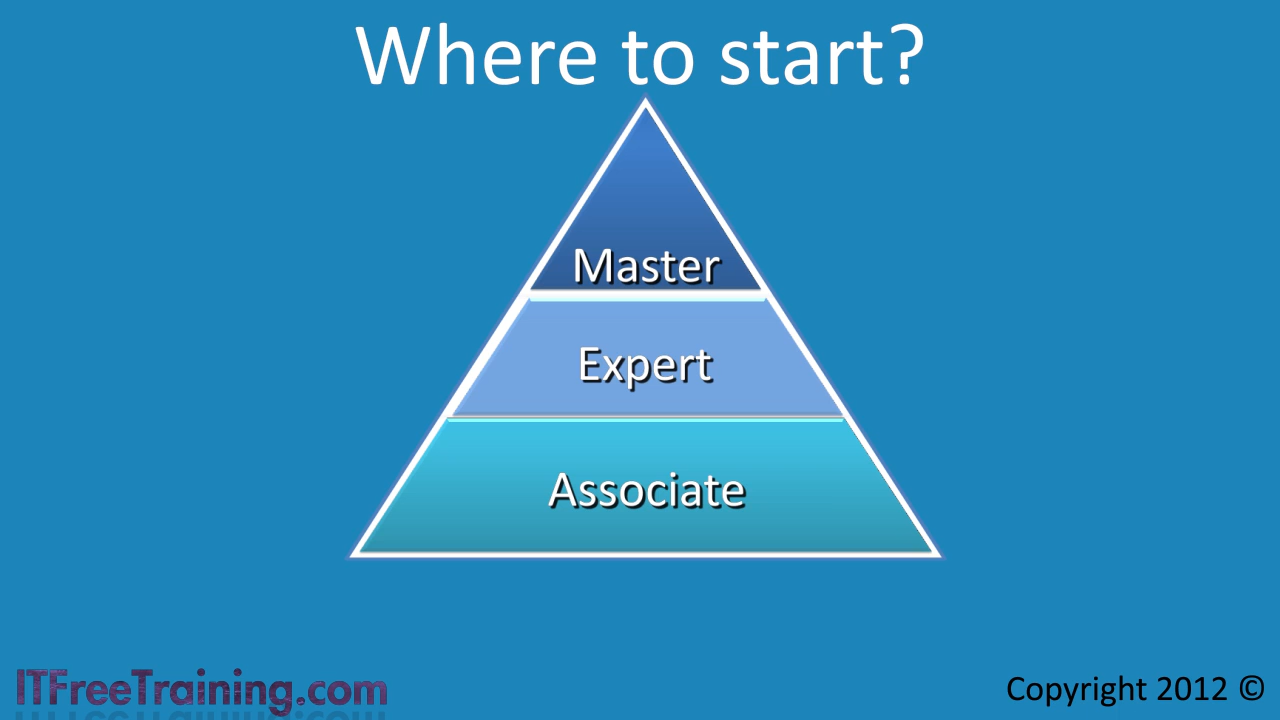 Where to start?
Master
Expert
Associate
ITFreeTraining.com
Copyright 2012 ©